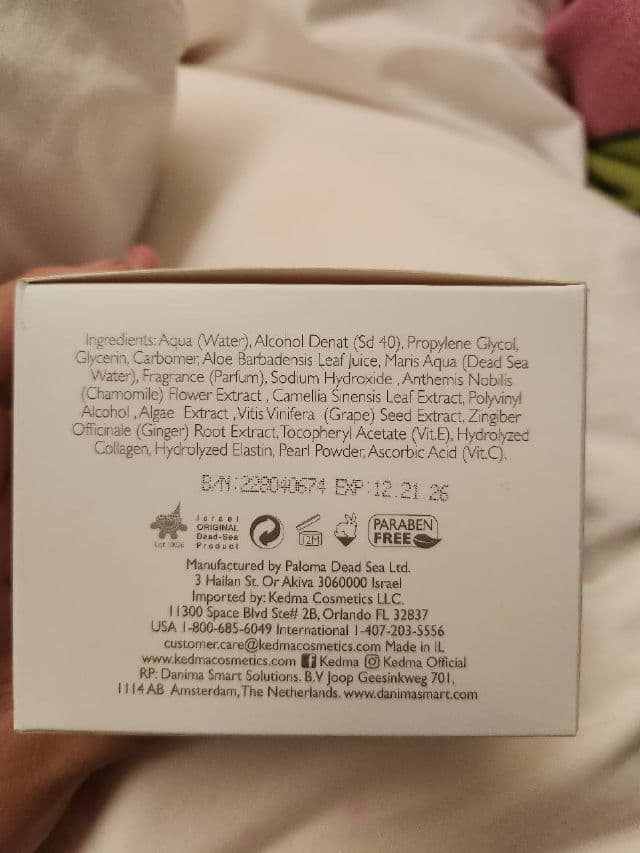 Ingredients: Aqua (Water), Alconol Denat (Sd 40), Propylene Glycol,
Glycerin, Carbomer, Aloe Barbadensis Leaf Juice, Maris Aqua (Dead Sea
Water), Fragrance (Parfum), Sodium Hydroxide ,Anthemis Nobilis
(Chamomile) Flower Extract , Camellia Sinensis Leaf Extract, Polyvinyl
Alcohol ,Algae Extract ,Vitis Vinifera (Grape) Seed Extract, Zingiber
Officinale (Ginger) Root Extract, Tocopheryl Acetate (Vit.E), Hydrolyzed
Collagen, Hydrolyzed Elastin, Pearl Powder, Ascorbic Acid (Vit.C).
B/N:228040674 EXP:12.21.26
Israel
ORIGINAL
Dead-Sea
Product
12M
PARABEN
FREE
Manufactured by Paloma Dead Sea Ltd.
3 Hailan St. Or Akiva 3060000 Israel
Imported by: Kedma Cosmetics LLC.
11300 Space Blvd Ste# 2B, Orlando FL 32837
USA 1-800-685-6049 International 1-407-203-5556
customer.care@kedmacosmetics.com Made in IL
www.kedmacosmetics.com f Kedma Kedma Official
RP: Danima Smart Solutions. B.V Joop Geesinkweg 701,
1114 AB Amsterdam, The Netherlands. www.danimasmart.com